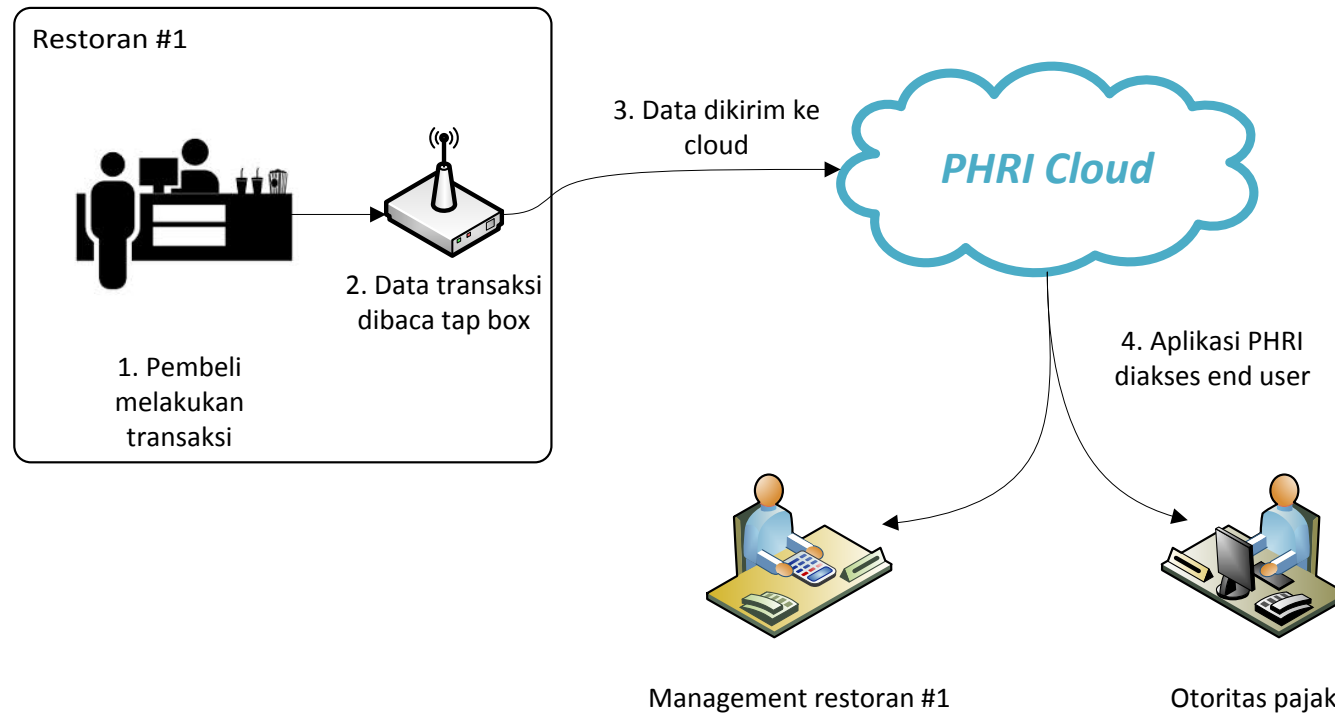 Restoran #1
1. Pembeli
melakukan
transaksi
2. Data transaksi
dibaca tap box
3. Data dikirim ke
cloud
PHRI Cloud
4. Aplikasi PHRI
diakses end user
Management restoran #1
Otoritas pajak